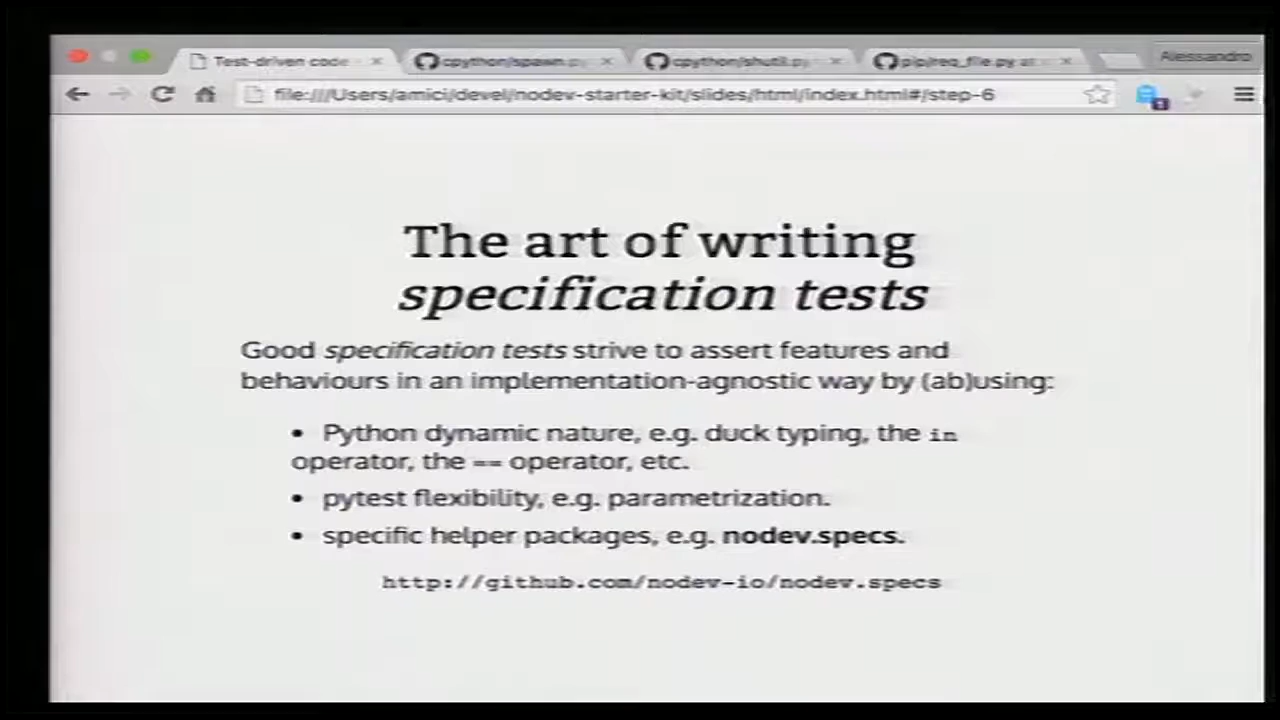 Test-driven code
cpython/spawn.py
cpython/shutil.py
pip/req_file.py at
Alessandro
file:///Users/amici/devel/nodev-starter-kit/slides/html/index.html#/step-6
The art of writing
specification tests
Good specification tests strive to assert features and
behaviours in an implementation-agnostic way by (ab)using:
• Python dynamic nature, e.g. duck typing, the in
operator, the == operator, etc.
• pytest flexibility, e.g. parametrization.
• specific helper packages, e.g. nodev.specs.
http://github.com/nodev-io/nodev.specs